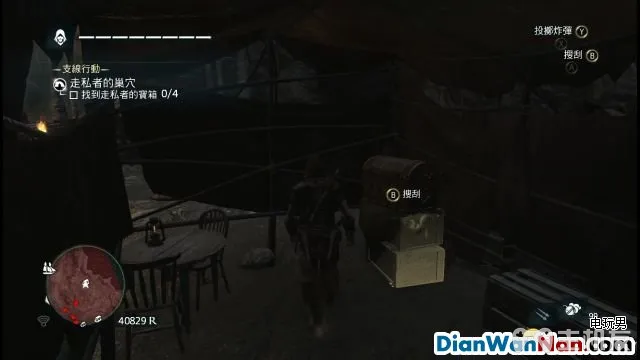 投擲炸彈 Y
X
搜刮 B
A
支線行動
走私者的巢穴
找到走私者的寶箱 0/4
B 搜刮
40829 R
电玩男
DianWanNan.com